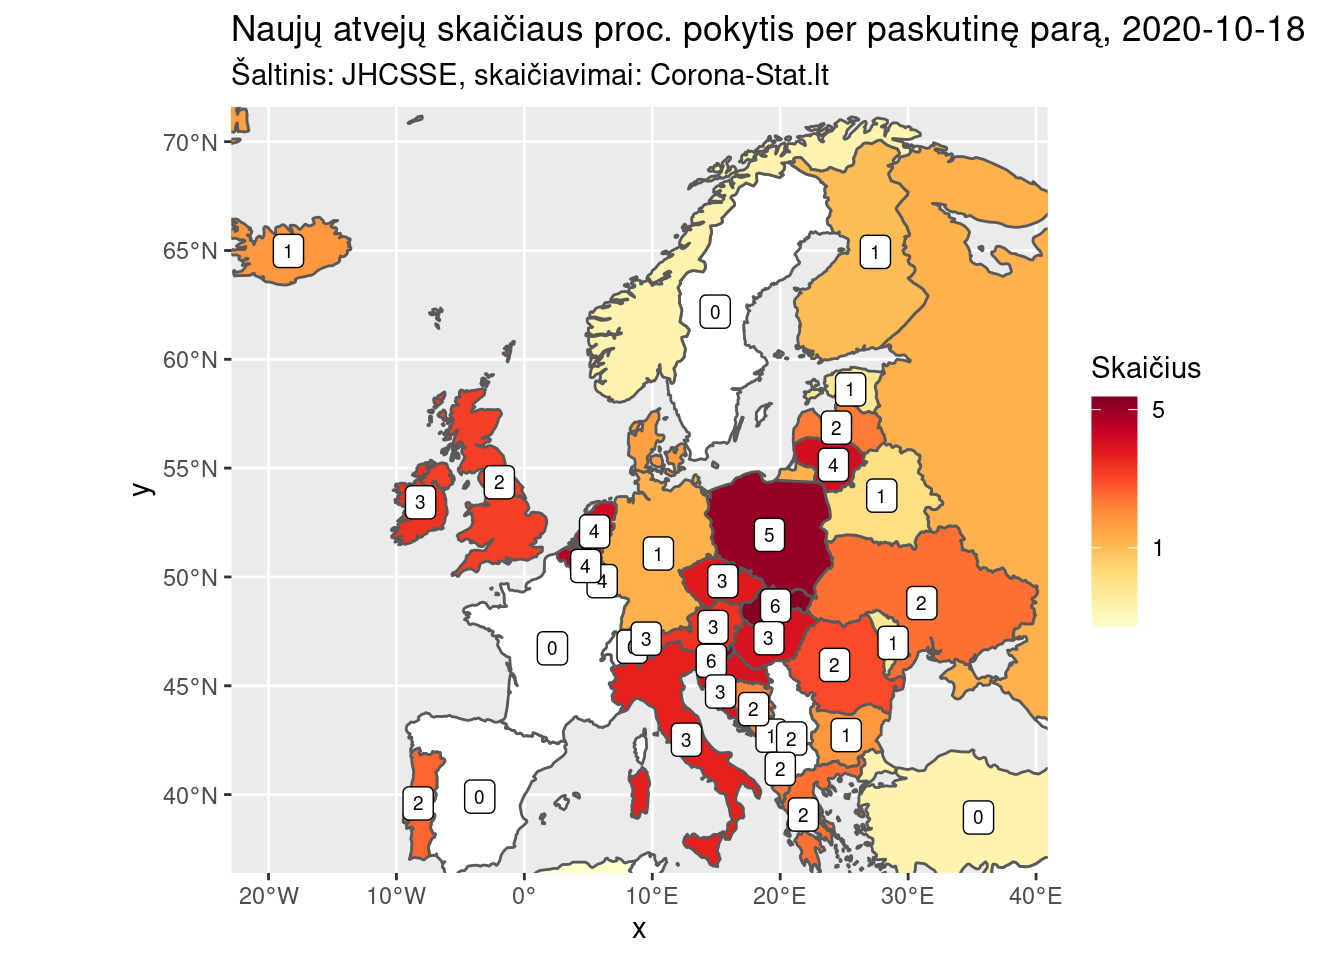 Naujų atvejų skaičiaus proc. pokytis per paskutinę parą, 2020-10-18
Šaltinis: JHCSSE, skaičiavimai: Corona-Stat.lt
70°N
65°N
60°N
55°N
50°N
45°N
40°N
y
1
1
0
1
2
4
3
2
1
4
5
1
4
4
3
6
2
3
3
1
0
3
6
2
3
2
1
2
1
3
2
2
0
2
0
20°W
10°W
0°
10°E
20°E
30°E
40°E
x
Skaičius
5
1